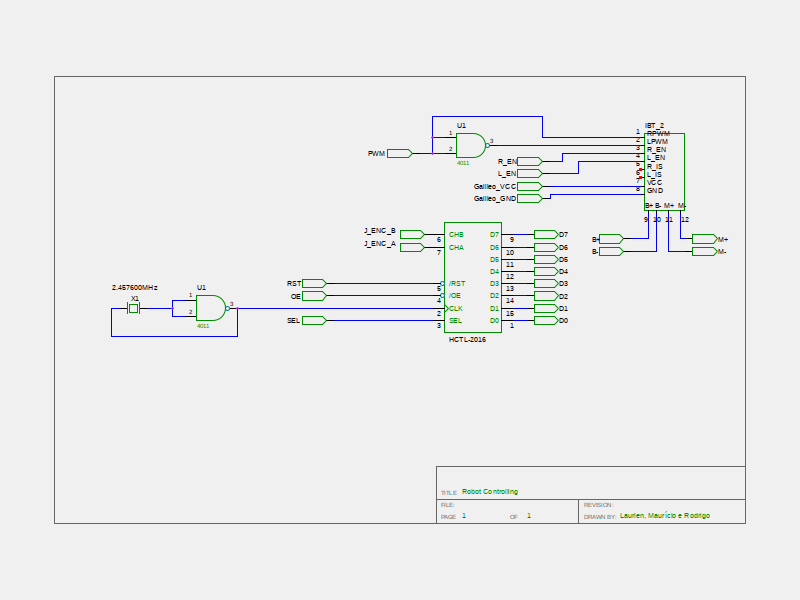 IBT_2
U1
1
2
3
4011
PWM
1 RPWM
2 LPWM
3 R_EN
4 L_EN
5 R_IS
6 L_IS
7 VCC
8 GND
R_EN
L_EN
Galileo_VCC
Galileo_GND
B+ B- M+ M-
9 10 11 12
B+
B-
M+
M-
J_ENC_B
J_ENC_A
6 CHB
7 CHA
5 /RST
4 /OE
2 CLK
3 SEL
D7 9 D7
D6 10 D6
D5 11 D5
D4 12 D4
D3 13 D3
D2 14 D2
D1 15 D1
D0 1 D0
HCTL-2016
RST
OE
SEL
2.457600MHz
X1
U1
1
2
3
4011
TITLE Robot Controlling
FILE: REVISION:
PAGE 1 OF 1 DRAWN BY: Laurien, Maurício e Rodrigo